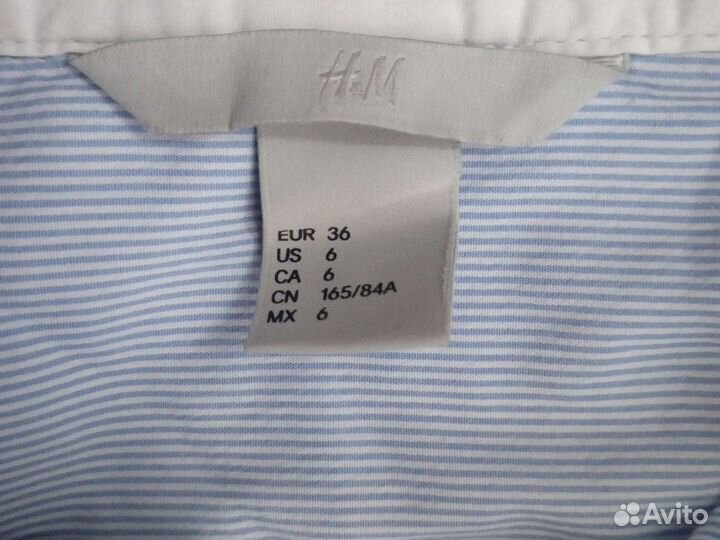 H&M
EUR 36
US 6
CA 6
CN 165/84A
MX 6
Avito